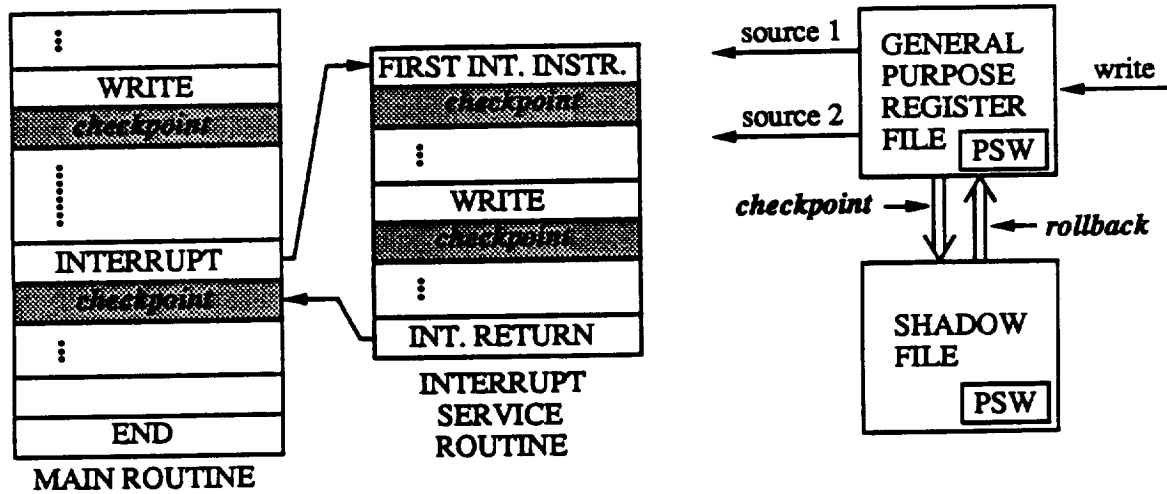 WRITE
checkpoint
INTERRUPT
checkpoint
END
MAIN ROUTINE
FIRST INT. INSTR.
checkpoint
WRITE
checkpoint
INT. RETURN
INTERRUPT
SERVICE
ROUTINE
source 1
source 2
GENERAL
PURPOSE
REGISTER
FILE
PSW
write
checkpoint
rollback
SHADOW
FILE
PSW